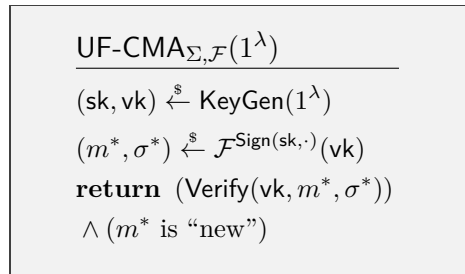 UF-CMA_{Σ,𝓕}(1^λ)
(sk, vk) ←$ KeyGen(1^λ)
(m*, σ*) ←$ 𝓕^{Sign(sk,·)}(vk)
return (Verify(vk, m*, σ*))
∧ (m* is “new”)